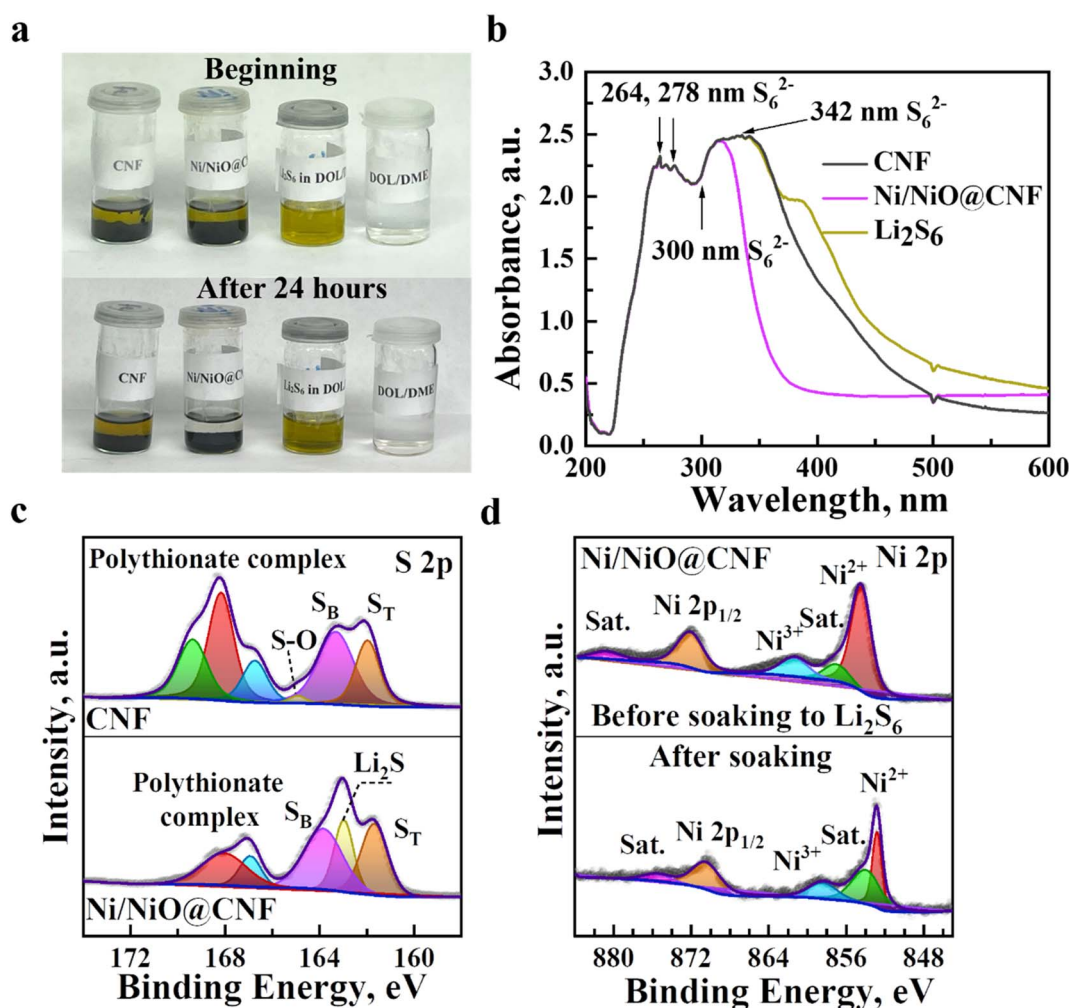 a
Beginning
CNF
Ni/NiO@CNF
Li₂S₆ in DOL/D
DOL/DME
After 24 hours
CNF
Ni/NiO@C
Li₂S₆ in DOL/
DOL/DME
b
Absorbance, a.u.
3.0
2.5
2.0
1.5
1.0
0.5
0.0
264, 278 nm S₆²⁻
342 nm S₆²⁻
CNF
Ni/NiO@CNF
Li₂S₆
300 nm S₆²⁻
200 300 400 500 600
Wavelength, nm
c
Intensity, a.u.
Polythionate complex
S 2p
S-O
S_B
S_T
CNF
Polythionate
complex
Li₂S
S_B
S_T
Ni/NiO@CNF
172 168 164 160
Binding Energy, eV
d
Intensity, a.u.
Ni/NiO@CNF
Ni 2p
Sat.
Ni 2p₁/₂
Ni³⁺
Sat.
Ni²⁺
Before soaking to Li₂S₆
After soaking
Sat.
Ni 2p₁/₂
Ni³⁺
Sat.
Ni²⁺
880 872 864 856 848
Binding Energy, eV